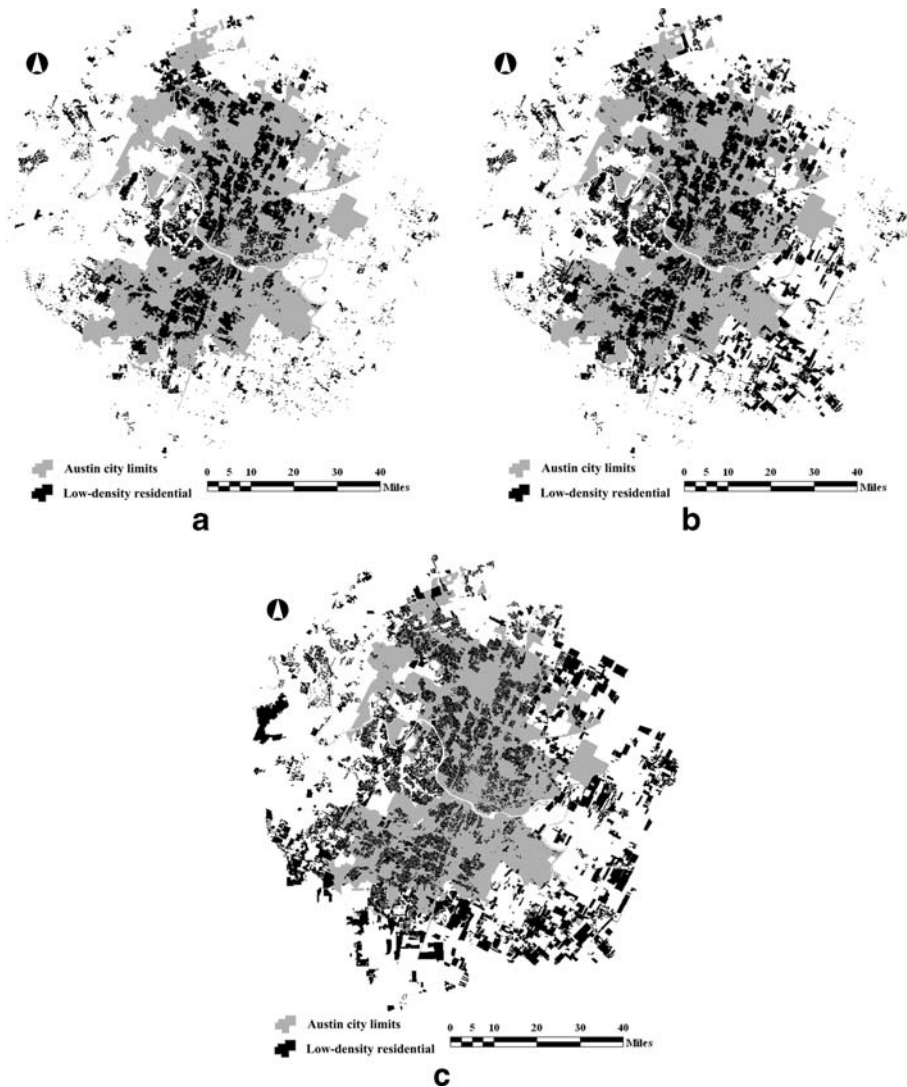 Austin city limits
Low-density residential
0 5 10 20 30 40
Miles
a
Austin city limits
Low-density residential
0 5 10 20 30 40
Miles
b
Austin city limits
Low-density residential
0 5 10 20 30 40
Miles
c